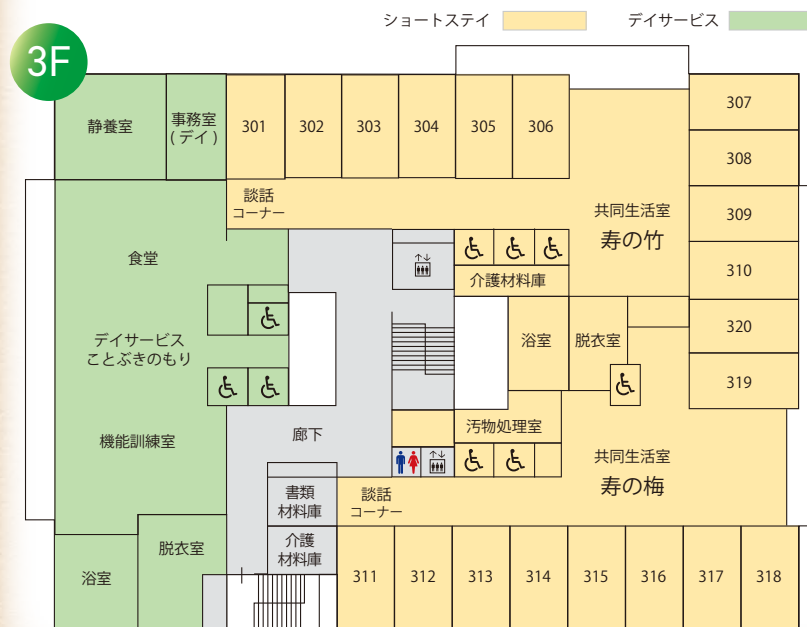 ショートステイ
デイサービス
3F
静養室
事務室
(デイ)
301
302
303
304
305
306
307
308
309
310
320
319
談話
コーナー
共同生活室
寿の竹
食堂
介護材料庫
デイサービス
ことぶきのもり
浴室
脱衣室
機能訓練室
廊下
汚物処理室
共同生活室
寿の梅
書類
材料庫
談話
コーナー
介護
材料庫
脱衣室
浴室
311
312
313
314
315
316
317
318